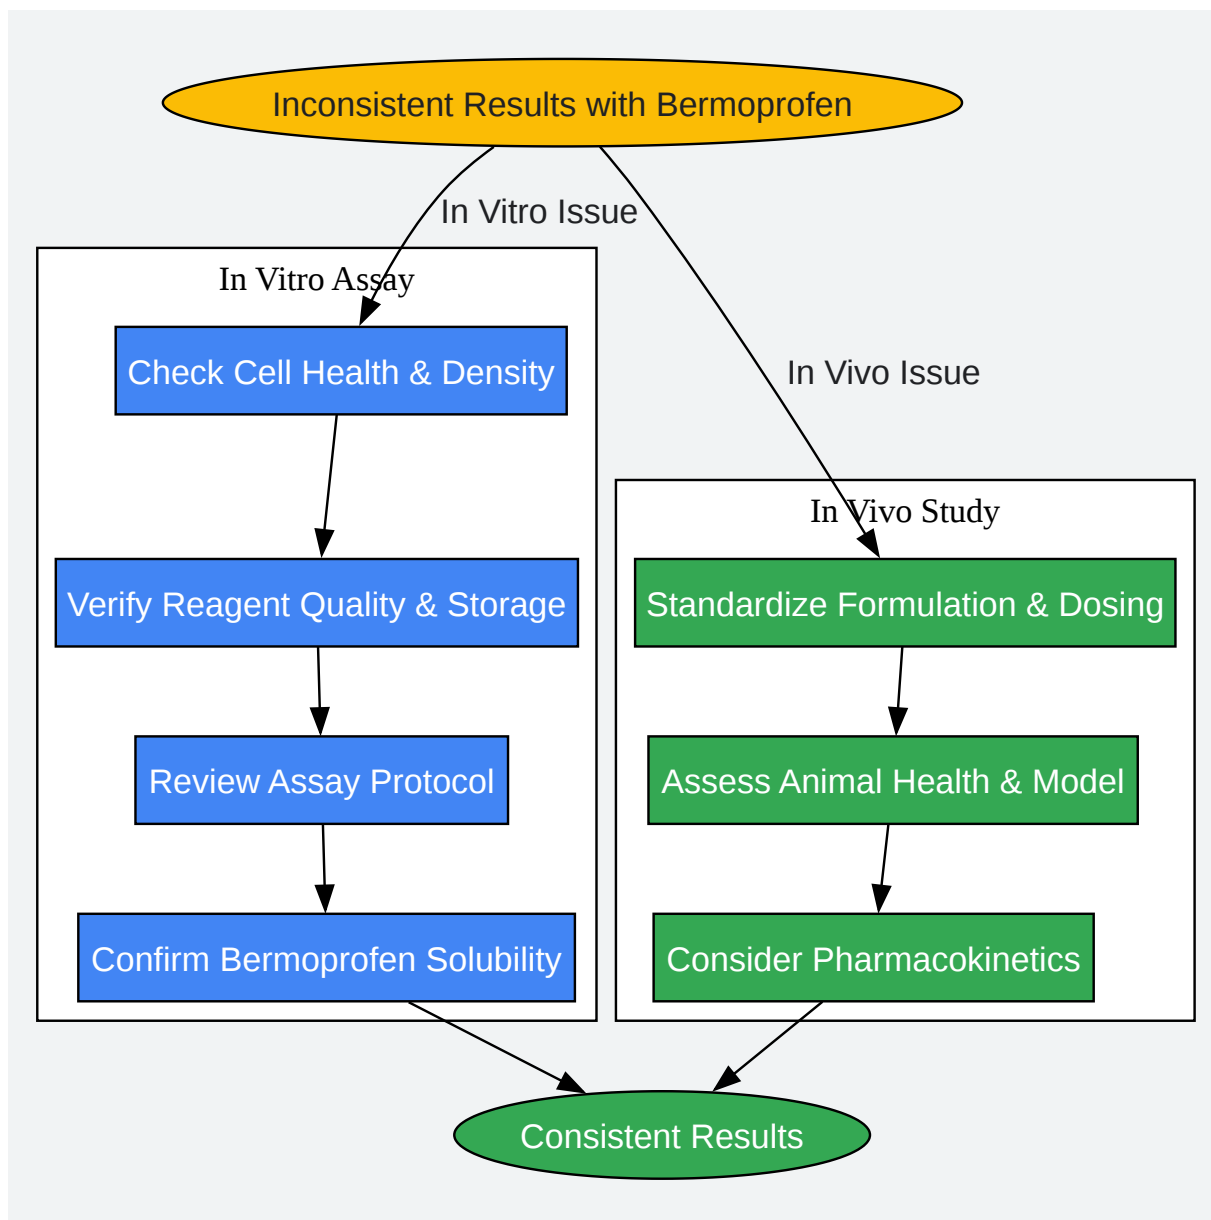 Inconsistent Results with Bermoprofen
In Vitro Issue
In Vitro Assay
Check Cell Health & Density
In Vivo Issue
In Vivo Study
Verify Reagent Quality & Storage
Standardize Formulation & Dosing
Review Assay Protocol
Assess Animal Health & Model
Confirm Bermoprofen Solubility
Consider Pharmacokinetics
Consistent Results